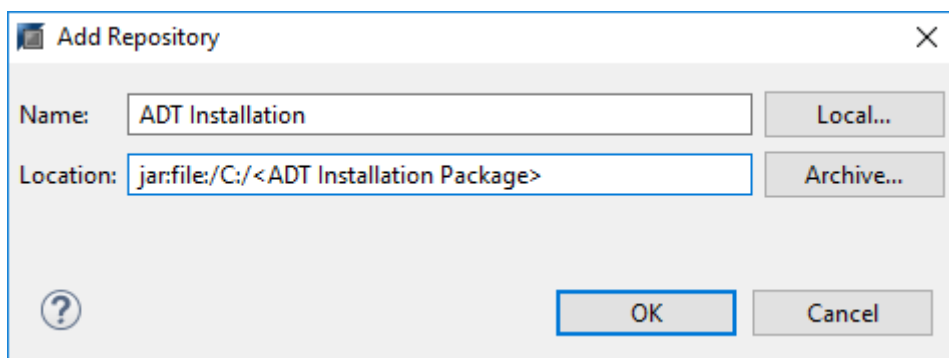 Add Repository
Name: ADT Installation Local...
Location: jar:file:/C:/<ADT Installation Package> Archive...
? OK Cancel